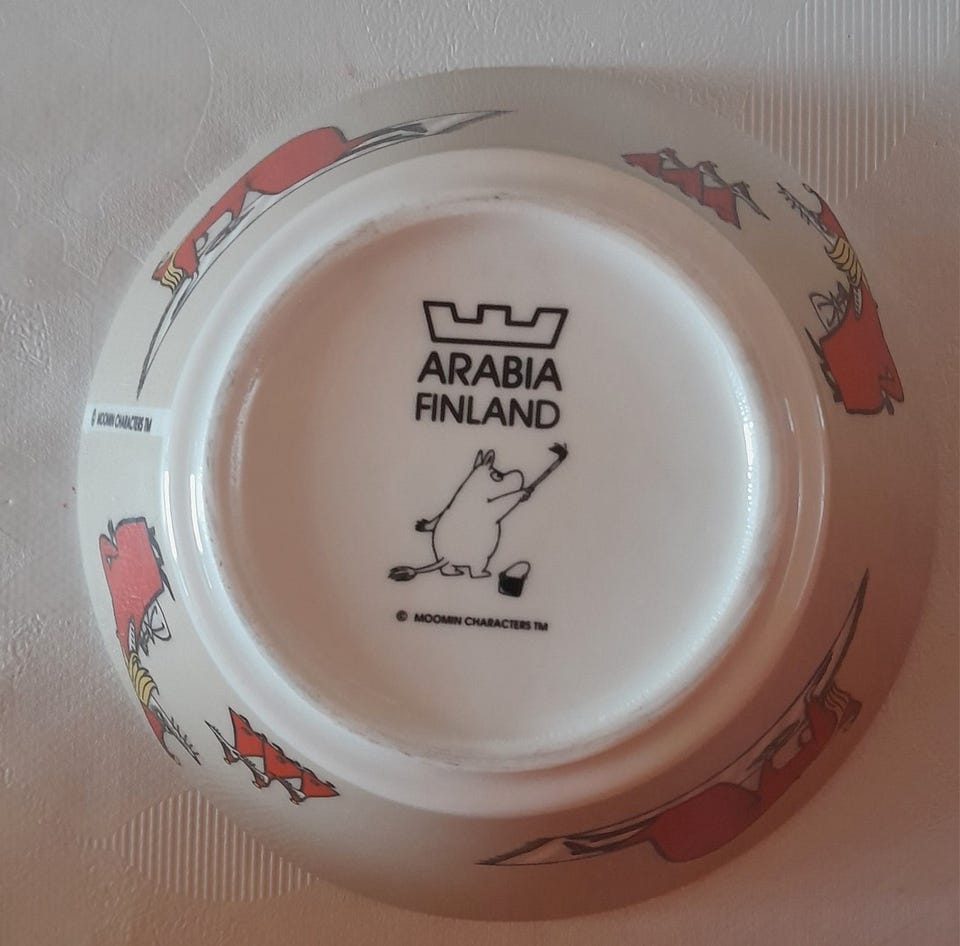 ARABIA
FINLAND
© MOOMIN CHARACTERS TM
© MOOMIN CHARACTERS TM